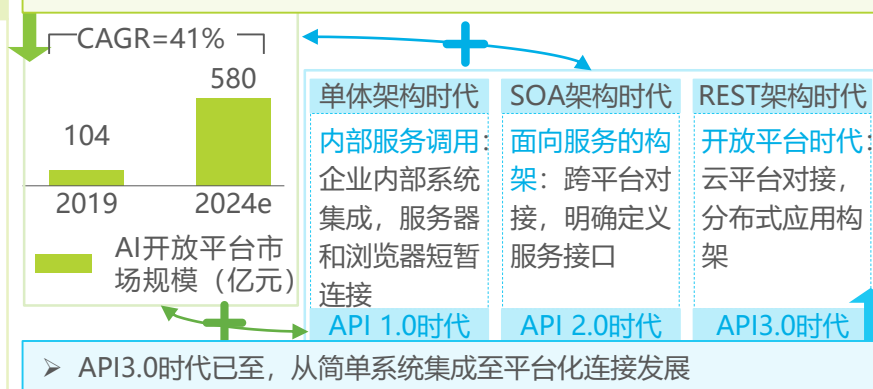 CAGR=41%
580
104
2019
2024e
AI开放平台市
场规模（亿元）
单体架构时代
内部服务调用：
企业内部系统
集成，服务器
和浏览器短暂
连接
API 1.0时代
SOA架构时代
面向服务的构
架：跨平台对
接，明确定义
服务接口
API 2.0时代
REST架构时代
开放平台时代：
云平台对接，
分布式应用构
架
API3.0时代
➢ API3.0时代已至，从简单系统集成至平台化连接发展